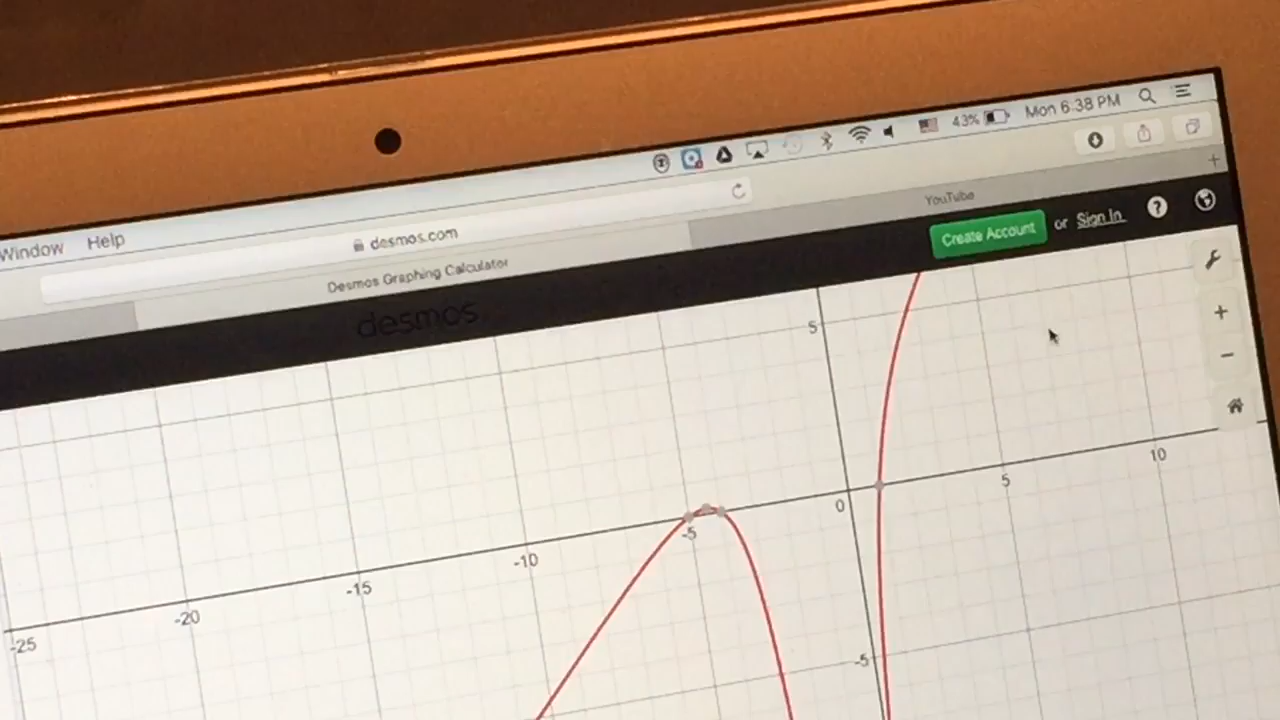 Window Help 43% Mon 6:38 PM
desmos.com
Desmos Graphing Calculator YouTube
desmos Create Account or Sign In ?
5
+
−
-25 -20 -15 -10 -5 0 5 10
-5